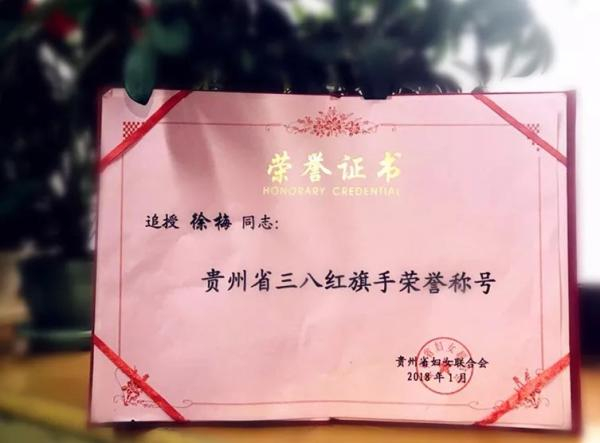 荣誉证书
HONORARY CREDENTIAL
追授 徐梅 同志:
贵州省三八红旗手荣誉称号
贵州省妇女联合会
2018年1月